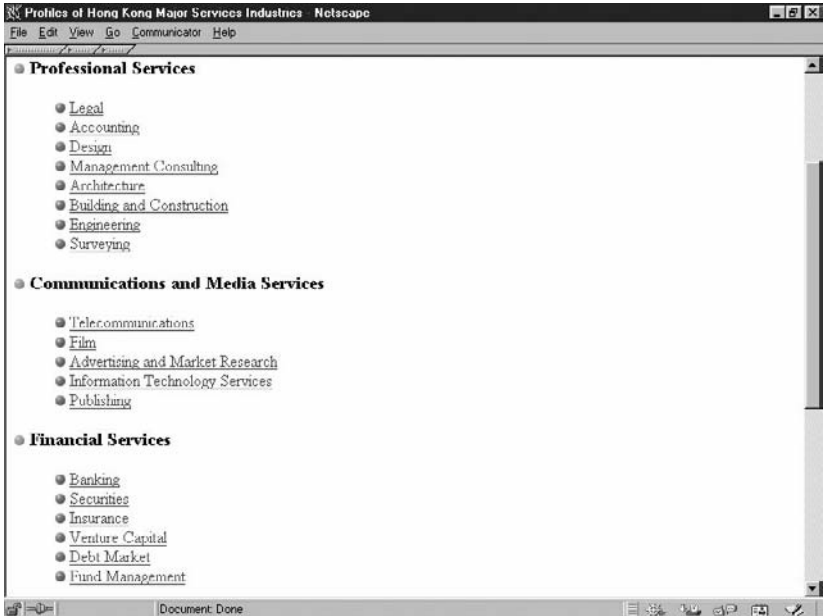 Profiles of Hong Kong Major Services Industries - Netscape
File Edit View Go Communicator Help
Professional Services
Legal
Accounting
Design
Management Consulting
Architecture
Building and Construction
Engineering
Surveying
Communications and Media Services
Telecommunications
Film
Advertising and Market Research
Information Technology Services
Publishing
Financial Services
Banking
Securities
Insurance
Venture Capital
Debt Market
Fund Management
Document: Done